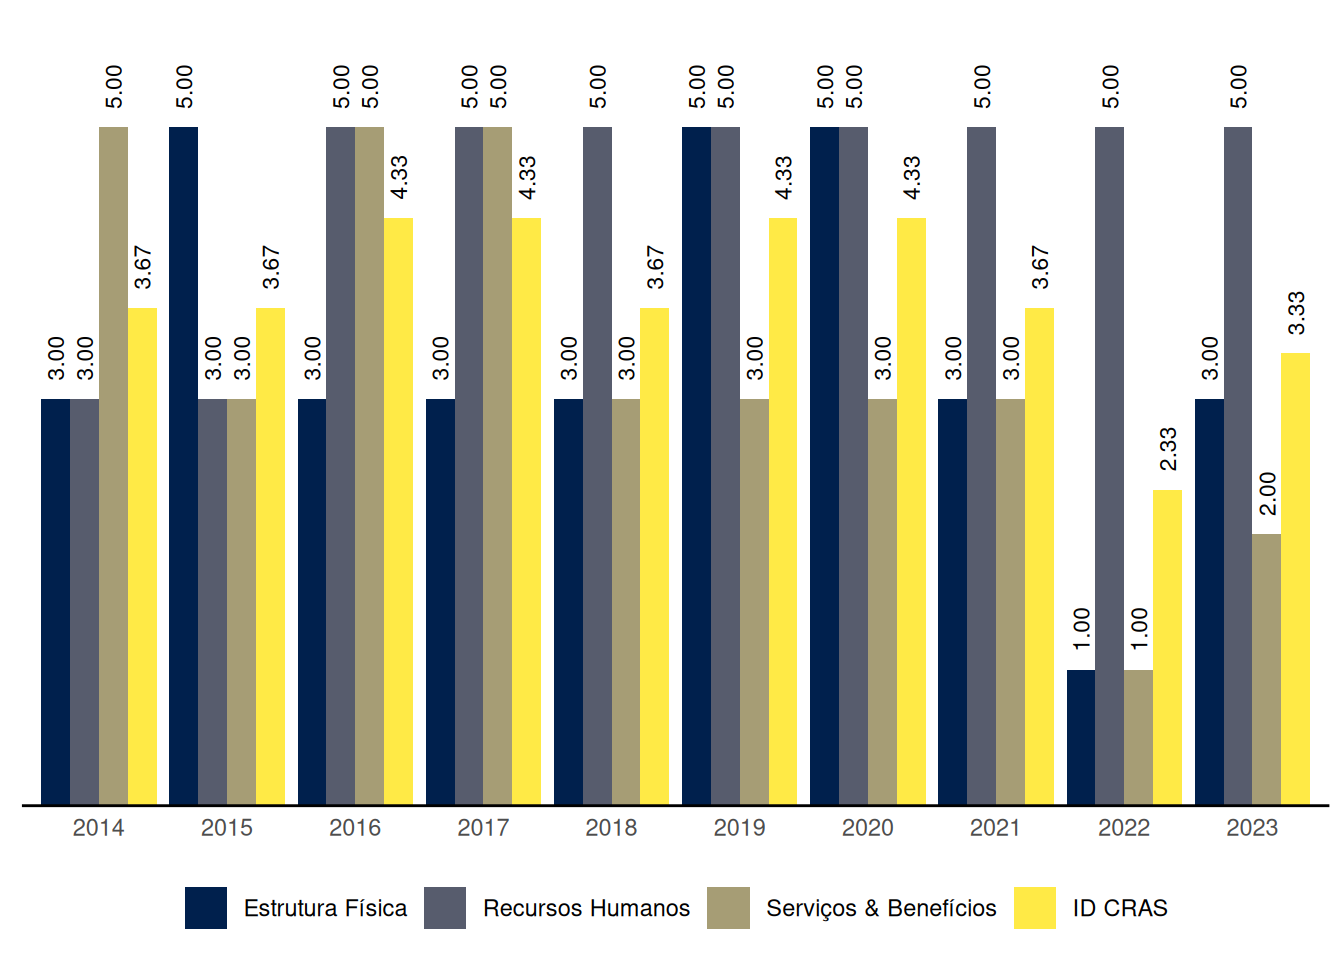 5.00 5.00 5.00 5.00 5.00 5.00 5.00 5.00 5.00 5.00 5.00 5.00 5.00 5.00
4.33 4.33 4.33 4.33
3.67 3.67 3.67 3.67
3.33
3.00 3.00 3.00 3.00 3.00 3.00 3.00 3.00 3.00 3.00 3.00 3.00 3.00
2.33
2.00
1.00 1.00
2014 2015 2016 2017 2018 2019 2020 2021 2022 2023
Estrutura Física Recursos Humanos Serviços & Benefícios ID CRAS